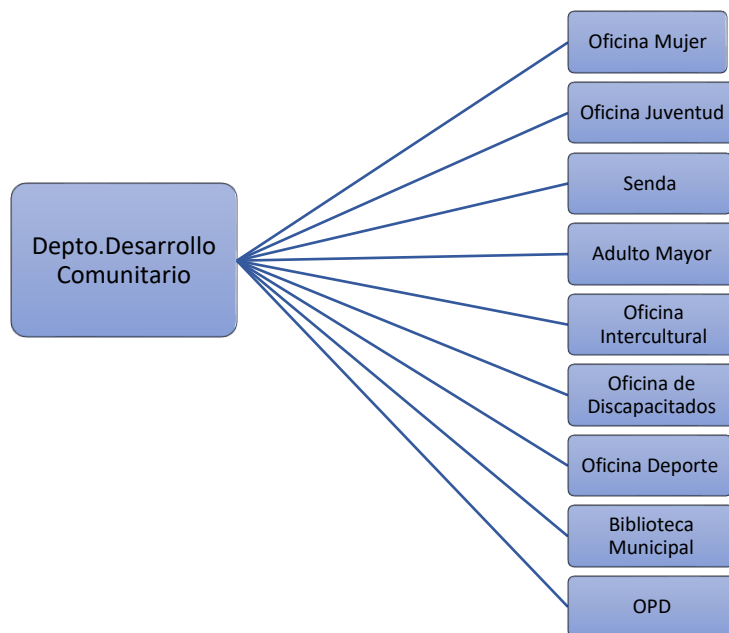 Oficina Mujer
Oficina Juventud
Senda
Depto.Desarrollo
Comunitario
Adulto Mayor
Oficina
Intercultural
Oficina de
Discapacitados
Oficina Deporte
Biblioteca
Municipal
OPD